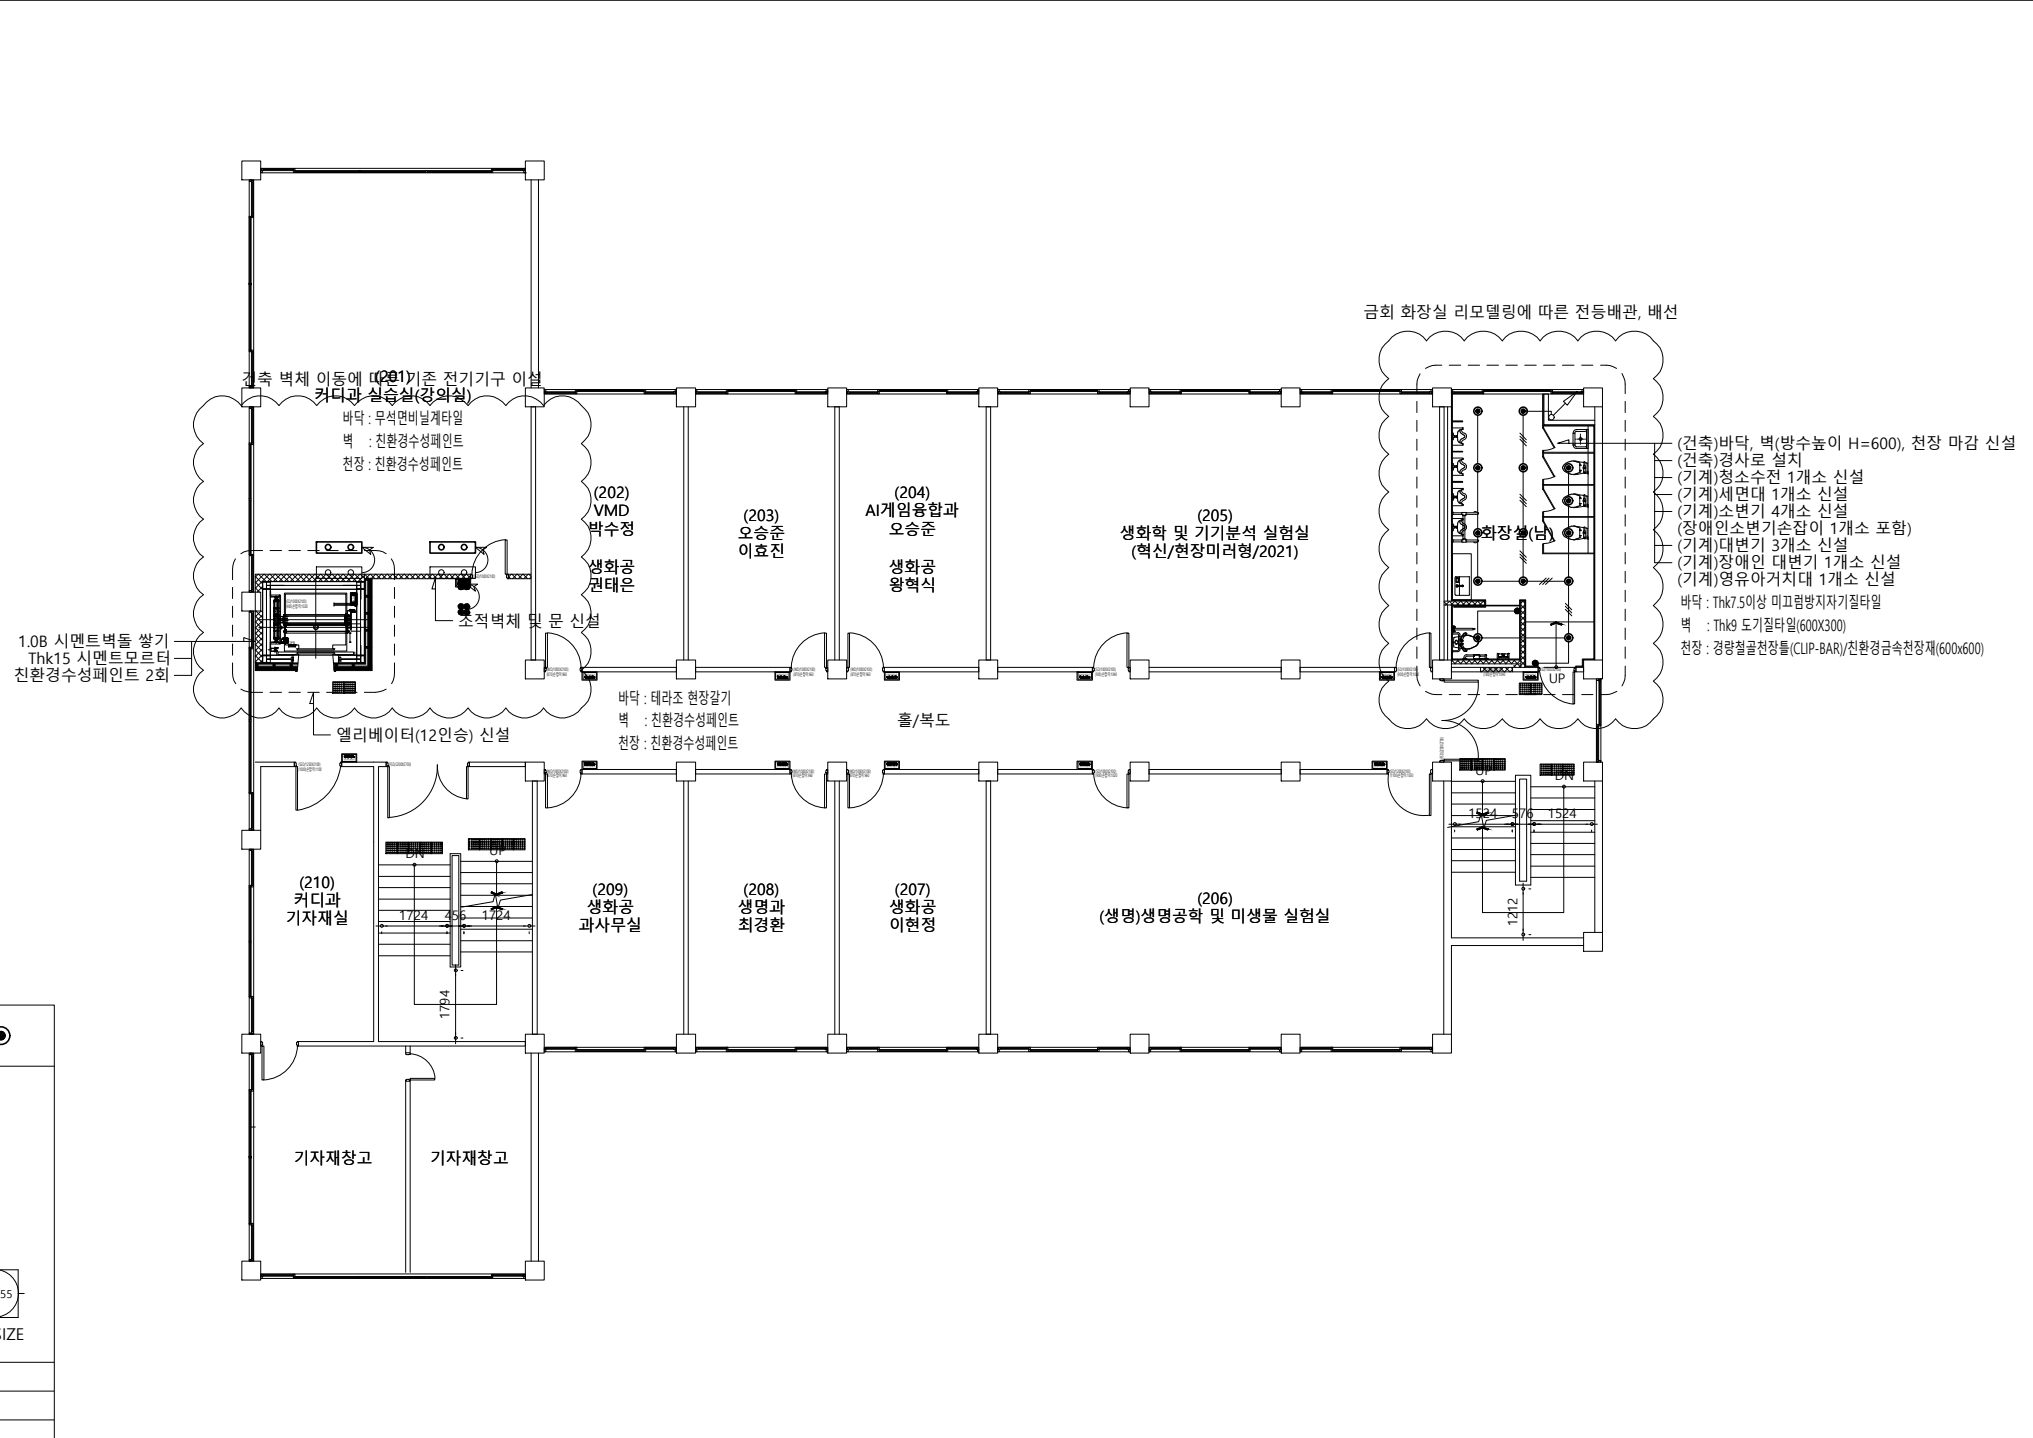 금회 화장실 리모델링에 따른 전등배관, 배선
건축 벽체 이동에 따른 기존 전기기구 이설
(201)
커디과 실습실(강의실)
바닥 : 무석면비닐계타일
벽 : 친환경수성페인트
천장 : 친환경수성페인트
(202)
VMD
박수정
생화공
권태은
(203)
오승준
이효진
(204)
AI게임융합과
오승준
생화공
왕혁식
(205)
생화학 및 기기분석 실험실
(혁신/현장미러형/2021)
화장실(남)
(건축)바닥, 벽(방수높이 H=600), 천장 마감 신설
(건축)경사로 설치
(기계)청소수전 1개소 신설
(기계)세면대 1개소 신설
(기계)소변기 4개소 신설
(장애인소변기손잡이 1개소 포함)
(기계)대변기 3개소 신설
(기계)장애인 대변기 1개소 신설
(기계)영유아거치대 1개소 신설
바닥 : Thk7.5이상 미끄럼방지자기질타일
벽 : Thk9 도기질타일(600X300)
천장 : 경량철골천장틀(CLIP-BAR)/친환경금속천장재(600x600)
조적벽체 및 문 신설
1.0B 시멘트벽돌 쌓기
Thk15 시멘트모르터
친환경수성페인트 2회
엘리베이터(12인승) 신설
바닥 : 테라조 현장갈기
벽 : 친환경수성페인트
천장 : 친환경수성페인트
홀/복도
UP
UP
DN
1524
576
1524
1212
DN
UP
1724
456
1724
1794
(210)
커디과
기자재실
(209)
생화공
과사무실
(208)
생명과
최경환
(207)
생화공
이현정
(206)
(생명)생명공학 및 미생물 실험실
기자재창고
기자재창고
55
SIZE